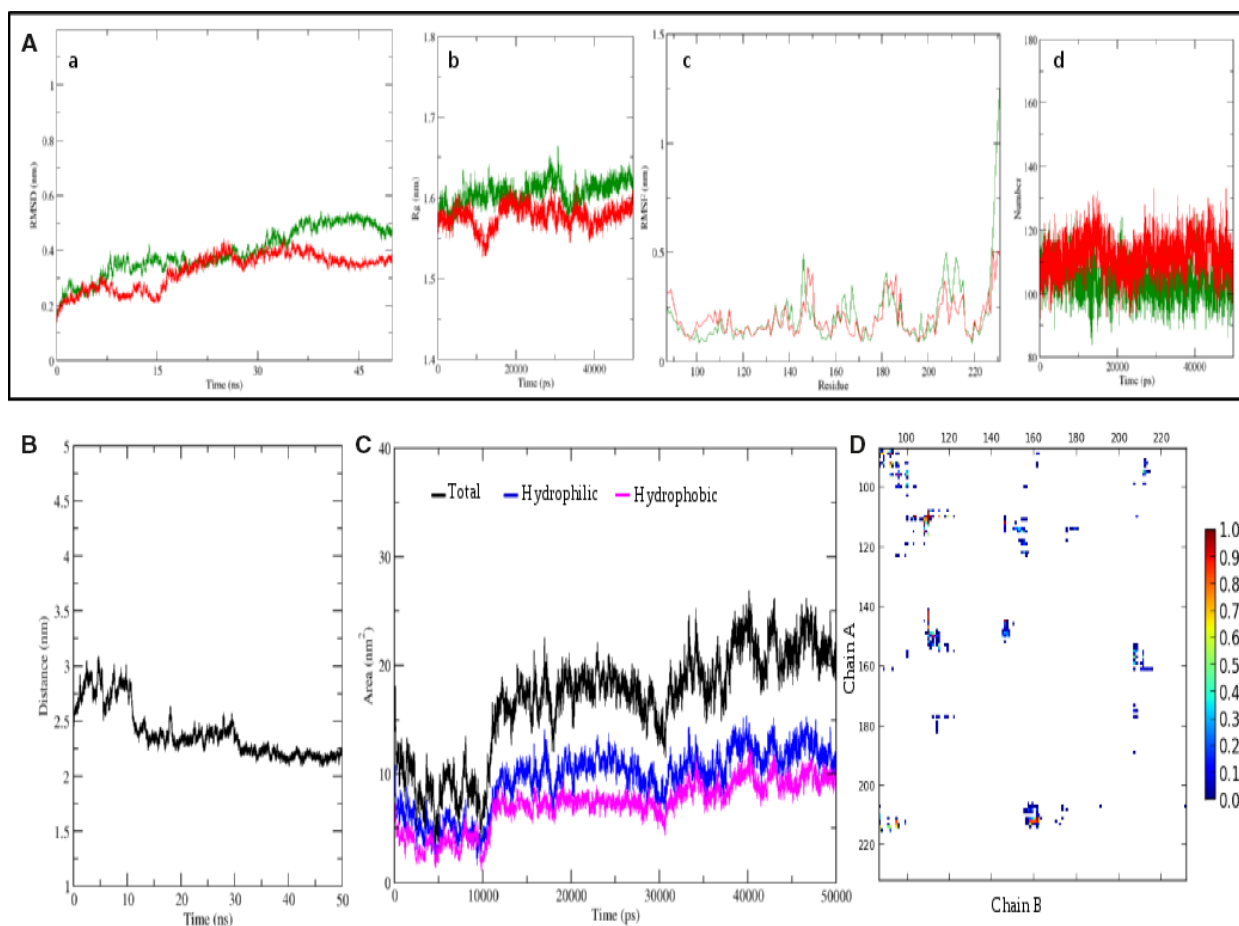 A
a
b
c
d
RMSD (nm)
1
0.8
0.6
0.4
0.2
0
0 15 30 45
Time (ns)
Rg (nm)
1.8
1.7
1.6
1.5
1.4
20000 40000
Time (ps)
RMSF (nm)
1.5
1
0.5
0
100 120 140 160 180 200 220
Residue
Number
180
160
140
120
100
80
0 20000 40000
Time (ps)
B
Distance (nm)
5
4.5
4
3.5
3
2.5
2
1.5
1
0 10 20 30 40 50
Time (ns)
C
Area (nm2)
40
30
20
10
0
Total Hydrophilic Hydrophobic
0 10000 20000 30000 40000 50000
Time (ps)
D
100 120 140 160 180 200 220
Chain A
100
120
140
160
180
200
220
Chain B
1.0
0.9
0.8
0.7
0.6
0.5
0.4
0.3
0.2
0.1
0.0